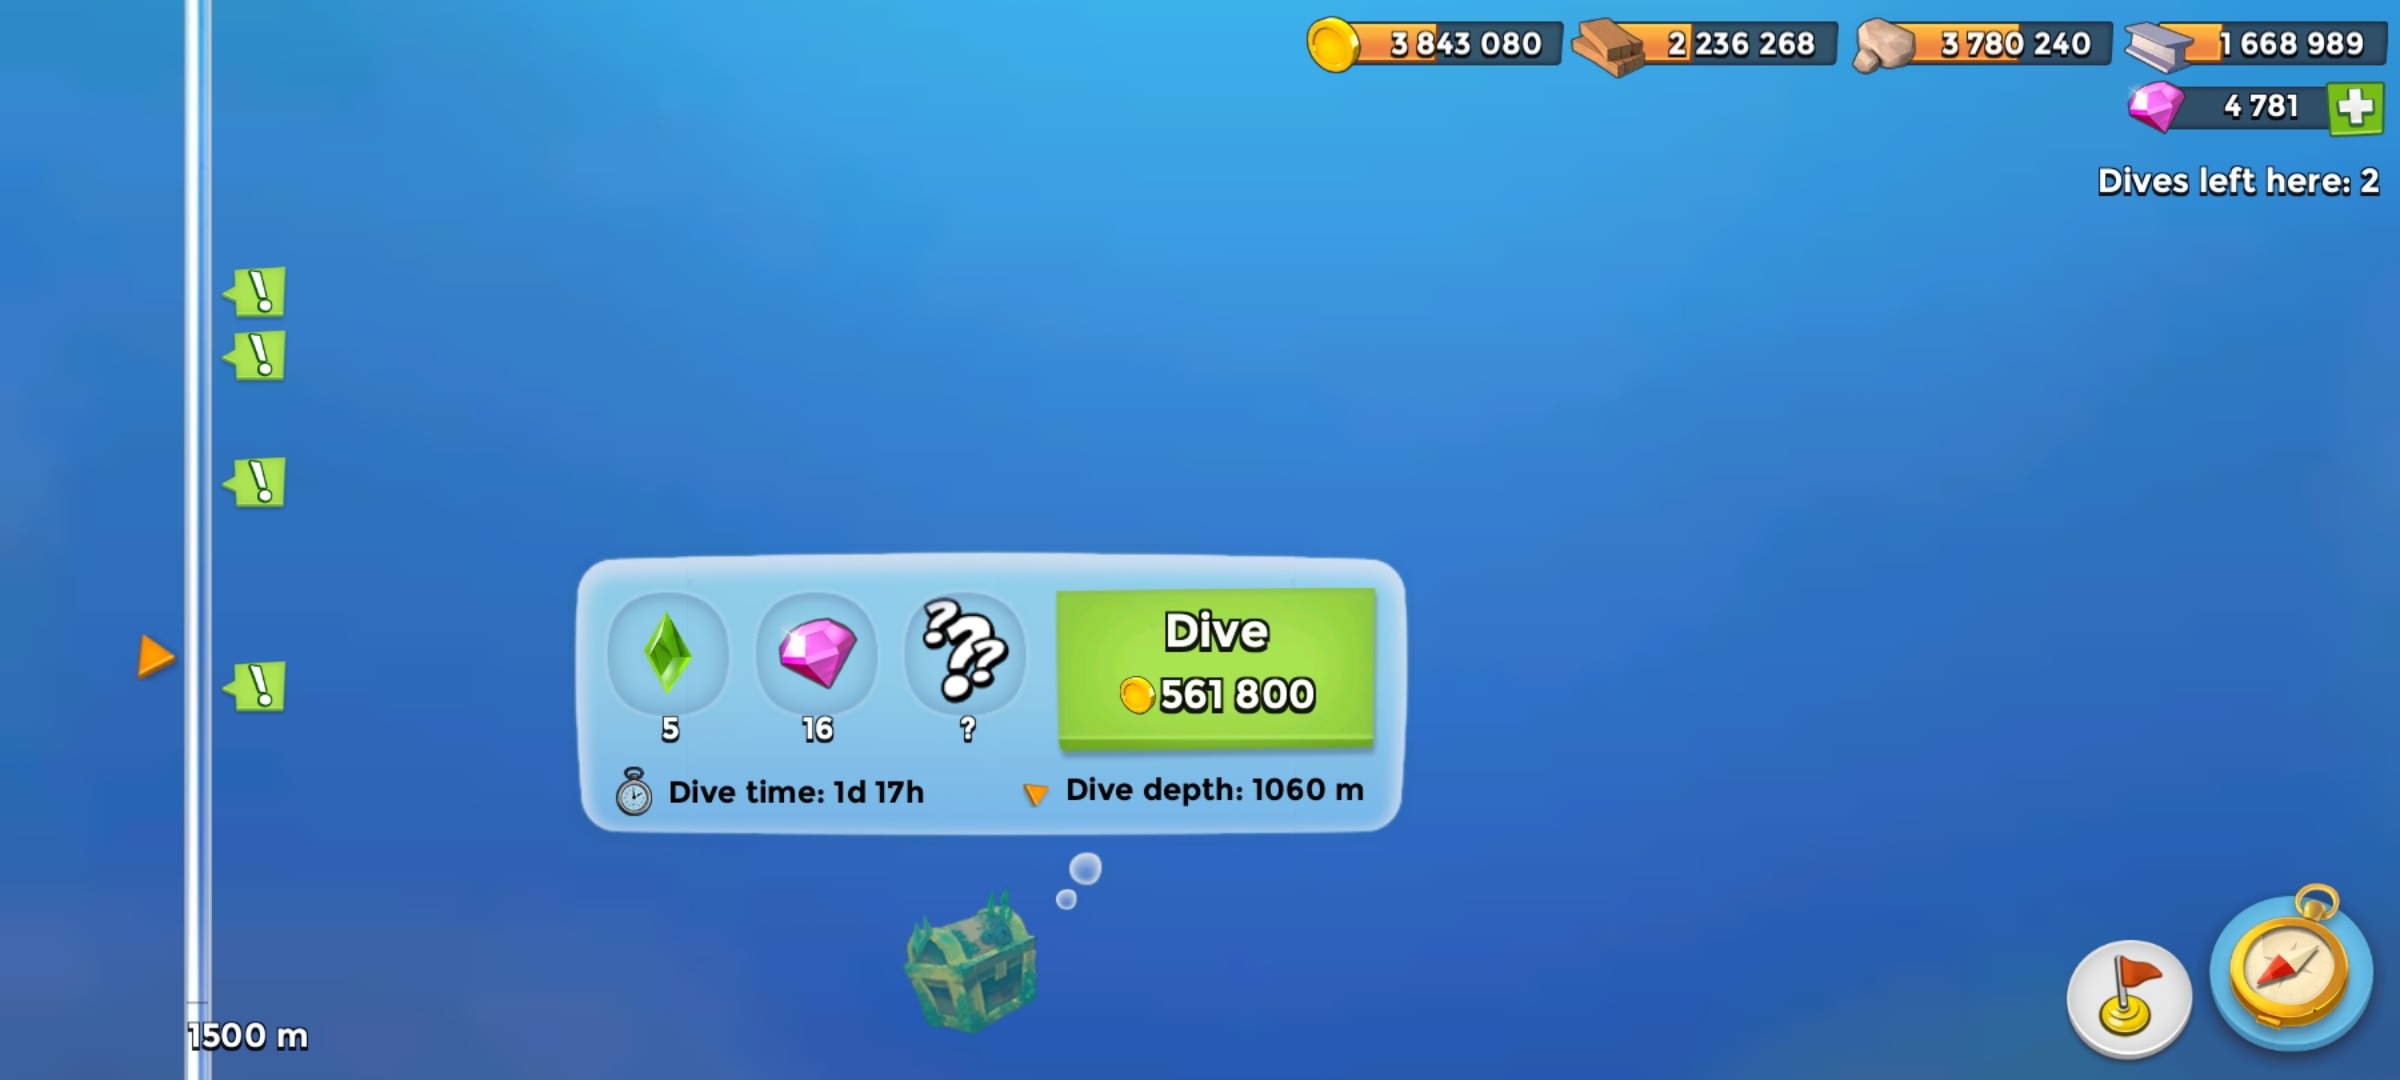 3 843 080
2 236 268
3 780 240
1 668 989
4 781
Dives left here: 2
!
!
!
!
???
Dive
561 800
5
16
?
Dive time: 1d 17h
Dive depth: 1060 m
1500 m